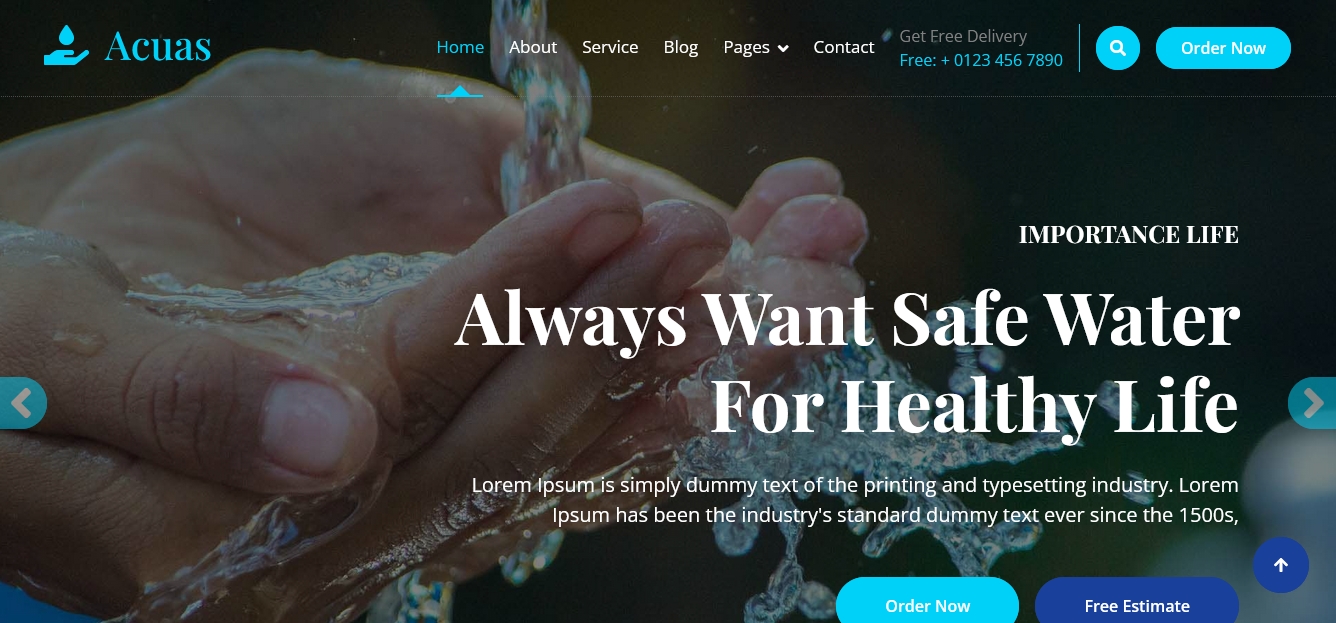 Acuas
Home About Service Blog Pages Contact
Get Free Delivery
Free: + 0123 456 7890
Order Now
IMPORTANCE LIFE
Always Want Safe Water
For Healthy Life
Lorem Ipsum is simply dummy text of the printing and typesetting industry. Lorem
Ipsum has been the industry's standard dummy text ever since the 1500s,
Order Now
Free Estimate